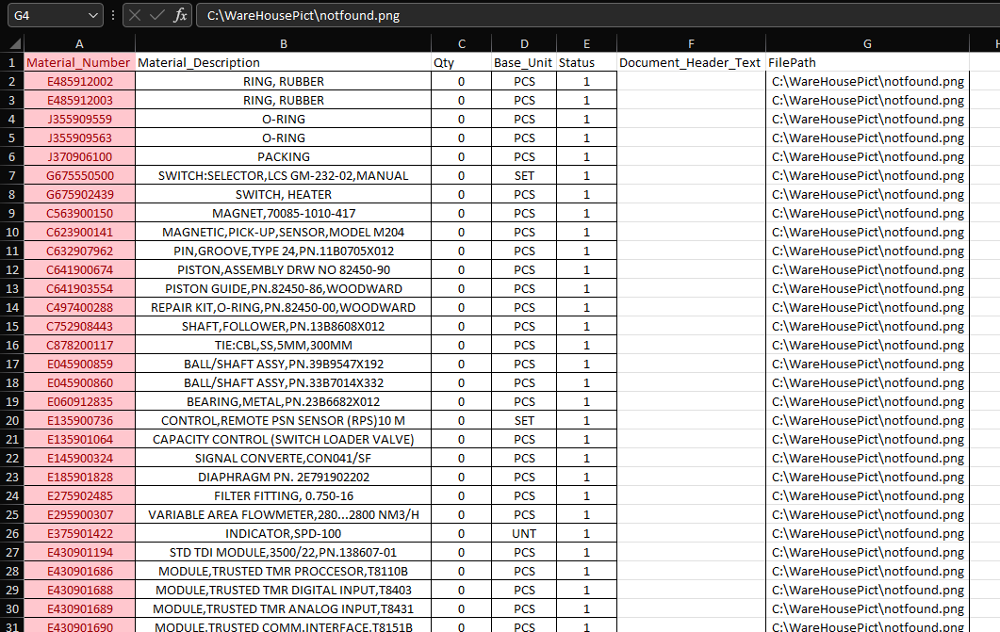 G4 fx C:\WareHousePict\notfound.png
A B C D E F G H
1 Material_Number Material_Description Qty Base_Unit Status Document_Header_Text FilePath
2 E485912002 RING, RUBBER 0 PCS 1 C:\WareHousePict\notfound.png
3 E485912003 RING, RUBBER 0 PCS 1 C:\WareHousePict\notfound.png
4 J355909559 O-RING 0 PCS 1 C:\WareHousePict\notfound.png
5 J355909563 O-RING 0 PCS 1 C:\WareHousePict\notfound.png
6 J370906100 PACKING 0 PCS 1 C:\WareHousePict\notfound.png
7 G675550500 SWITCH:SELECTOR,LCS GM-232-02,MANUAL 0 SET 1 C:\WareHousePict\notfound.png
8 G675902439 SWITCH, HEATER 0 PCS 1 C:\WareHousePict\notfound.png
9 C563900150 MAGNET,70085-1010-417 0 PCS 1 C:\WareHousePict\notfound.png
10 C623900141 MAGNETIC,PICK-UP,SENSOR,MODEL M204 0 PCS 1 C:\WareHousePict\notfound.png
11 C632907962 PIN,GROOVE,TYPE 24,PN.11B0705X012 0 PCS 1 C:\WareHousePict\notfound.png
12 C641900674 PISTON,ASSEMBLY DRW NO 82450-90 0 PCS 1 C:\WareHousePict\notfound.png
13 C641903554 PISTON GUIDE,PN.82450-86,WOODWARD 0 PCS 1 C:\WareHousePict\notfound.png
14 C497400288 REPAIR KIT,O-RING,PN.82450-00,WOODWARD 0 PCS 1 C:\WareHousePict\notfound.png
15 C752908443 SHAFT,FOLLOWER,PN.13B8608X012 0 PCS 1 C:\WareHousePict\notfound.png
16 C878200117 TIE:CBL,SS,5MM,300MM 0 PCS 1 C:\WareHousePict\notfound.png
17 E045900859 BALL/SHAFT ASSY,PN.39B9547X192 0 PCS 1 C:\WareHousePict\notfound.png
18 E045900860 BALL/SHAFT ASSY,PN.33B7014X332 0 PCS 1 C:\WareHousePict\notfound.png
19 E060912835 BEARING,METAL,PN.23B6682X012 0 PCS 1 C:\WareHousePict\notfound.png
20 E135900736 CONTROL,REMOTE PSN SENSOR (RPS)10 M 0 SET 1 C:\WareHousePict\notfound.png
21 E135901064 CAPACITY CONTROL (SWITCH LOADER VALVE) 0 PCS 1 C:\WareHousePict\notfound.png
22 E145900324 SIGNAL CONVERTE,CON041/SF 0 PCS 1 C:\WareHousePict\notfound.png
23 E185901828 DIAPHRAGM PN. 2E791902202 0 PCS 1 C:\WareHousePict\notfound.png
24 E275902485 FILTER FITTING, 0.750-16 0 PCS 1 C:\WareHousePict\notfound.png
25 E295900307 VARIABLE AREA FLOWMETER,280...2800 NM3/H 0 PCS 1 C:\WareHousePict\notfound.png
26 E375901422 INDICATOR,SPD-100 0 UNT 1 C:\WareHousePict\notfound.png
27 E430901194 STD TDI MODULE,3500/22,PN.138607-01 0 PCS 1 C:\WareHousePict\notfound.png
28 E430901686 MODULE,TRUSTED TMR PROCCESOR,T8110B 0 PCS 1 C:\WareHousePict\notfound.png
29 E430901688 MODULE,TRUSTED TMR DIGITAL INPUT,T8403 0 PCS 1 C:\WareHousePict\notfound.png
30 E430901689 MODULE,TRUSTED TMR ANALOG INPUT,T8431 0 PCS 1 C:\WareHousePict\notfound.png
31 E430901690 MODULE,TRUSTED COMM.INTERFACE,T8151B 0 PCS 1 C:\WareHousePict\notfound.png